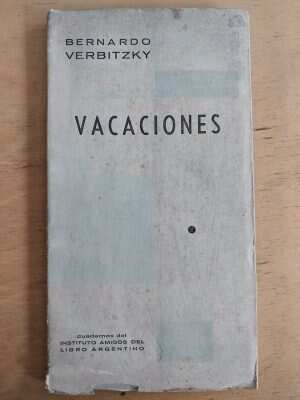 BERNARDO
VERBITZKY
VACACIONES
Cuadernos del
INSTITUTO AMIGOS DEL
LIBRO ARGENTINO